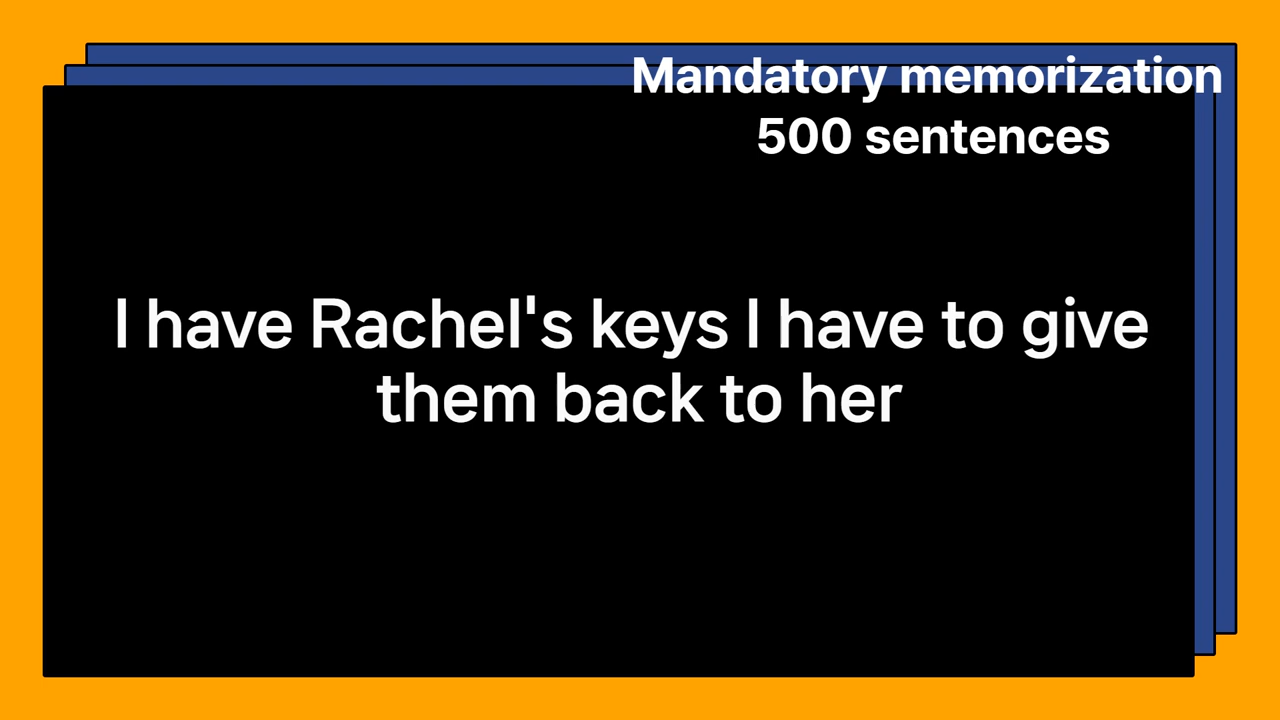 Mandatory memorization
500 sentences
I have Rachel's keys I have to give
them back to her